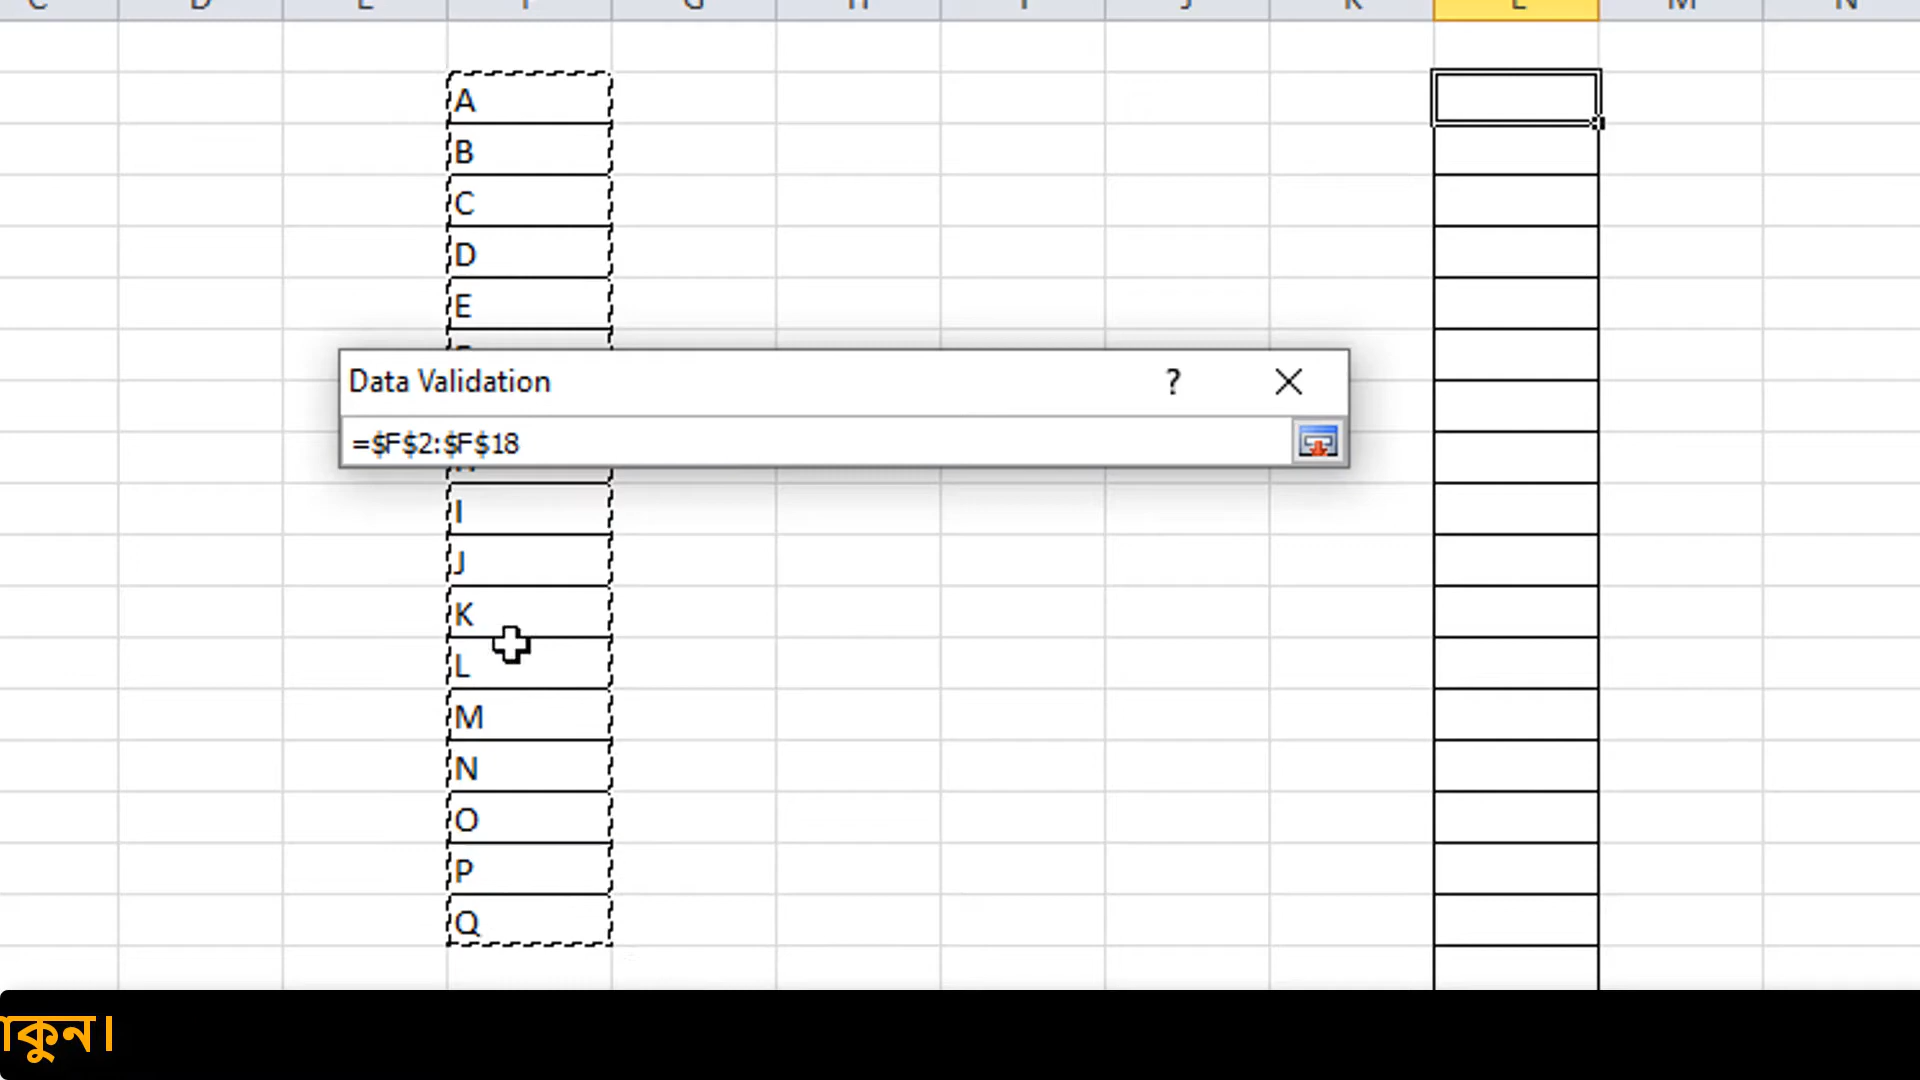 C D E F G H I J K L M N
A
B
C
D
E
Data Validation ?
=$F$2:$F$18
I
J
K
L
M
N
O
P
Q
াকুন।